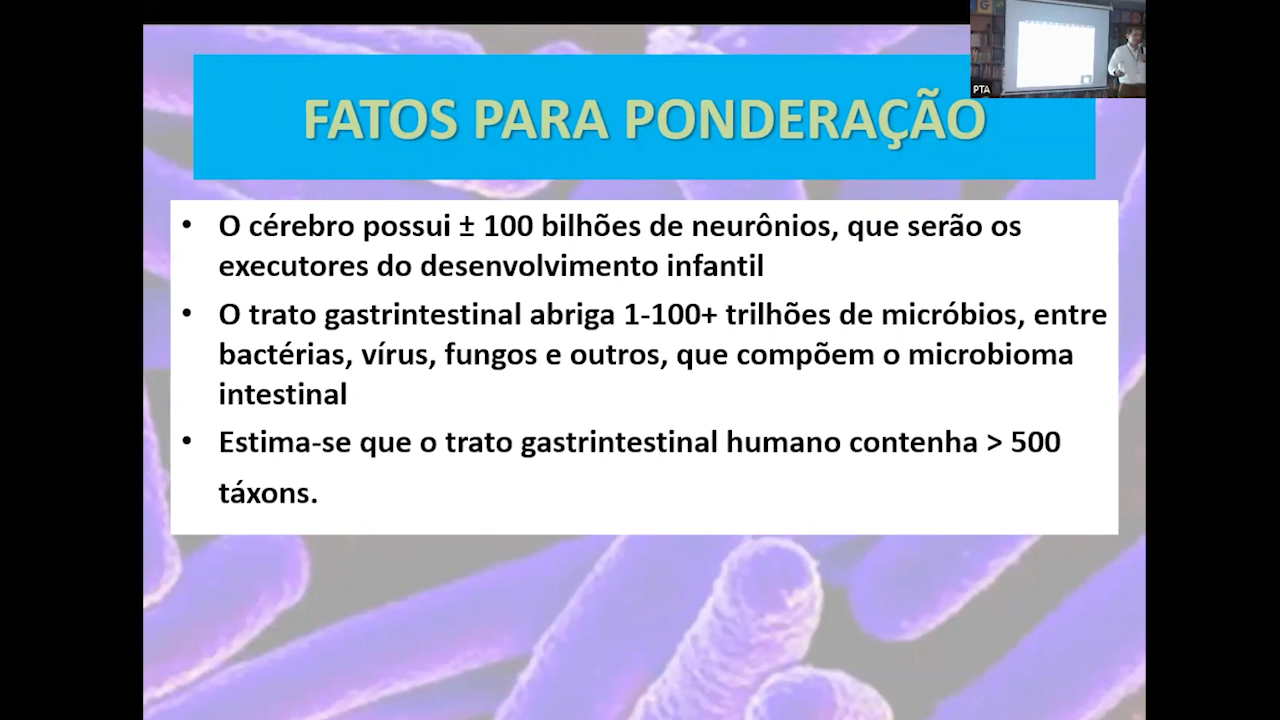 FATOS PARA PONDERAÇÃO
PTA
• O cérebro possui ± 100 bilhões de neurônios, que serão os
executores do desenvolvimento infantil
• O trato gastrintestinal abriga 1-100+ trilhões de micróbios, entre
bactérias, vírus, fungos e outros, que compõem o microbioma
intestinal
• Estima-se que o trato gastrintestinal humano contenha > 500
táxons.